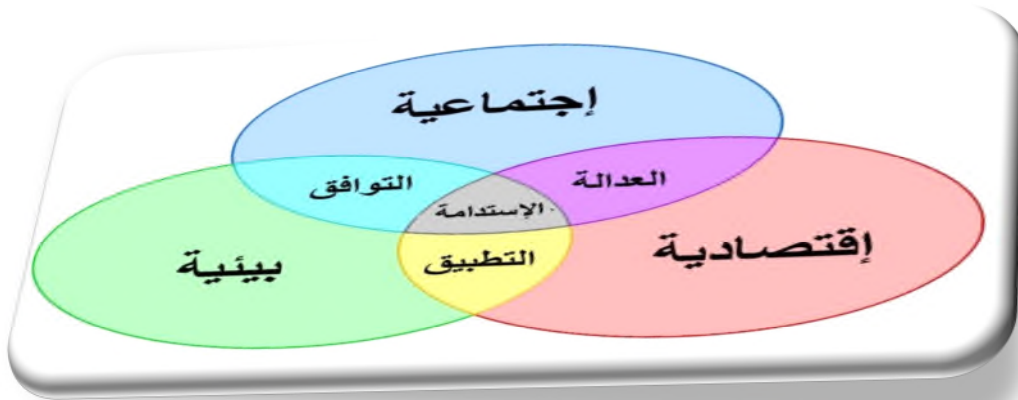 إجتماعية
العدالة
التوافق
الإستدامة
إقتصادية
التطبيق
بيئية